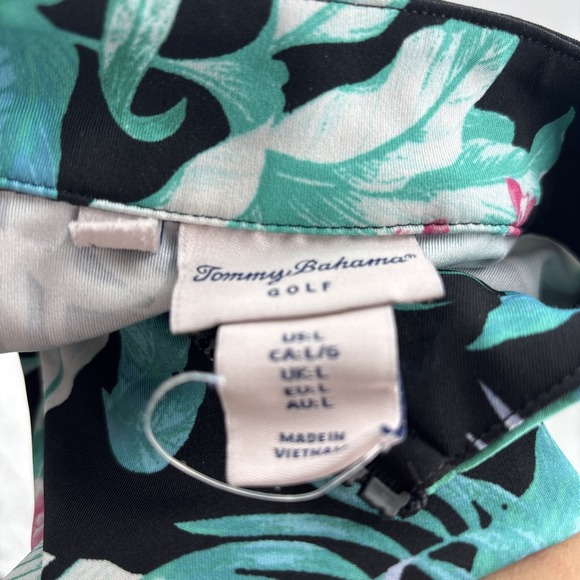 Tommy Bahama®
GOLF
US:L
CA:L/G
UK:L
EU:L
AU:L
MADE IN
VIETNAM